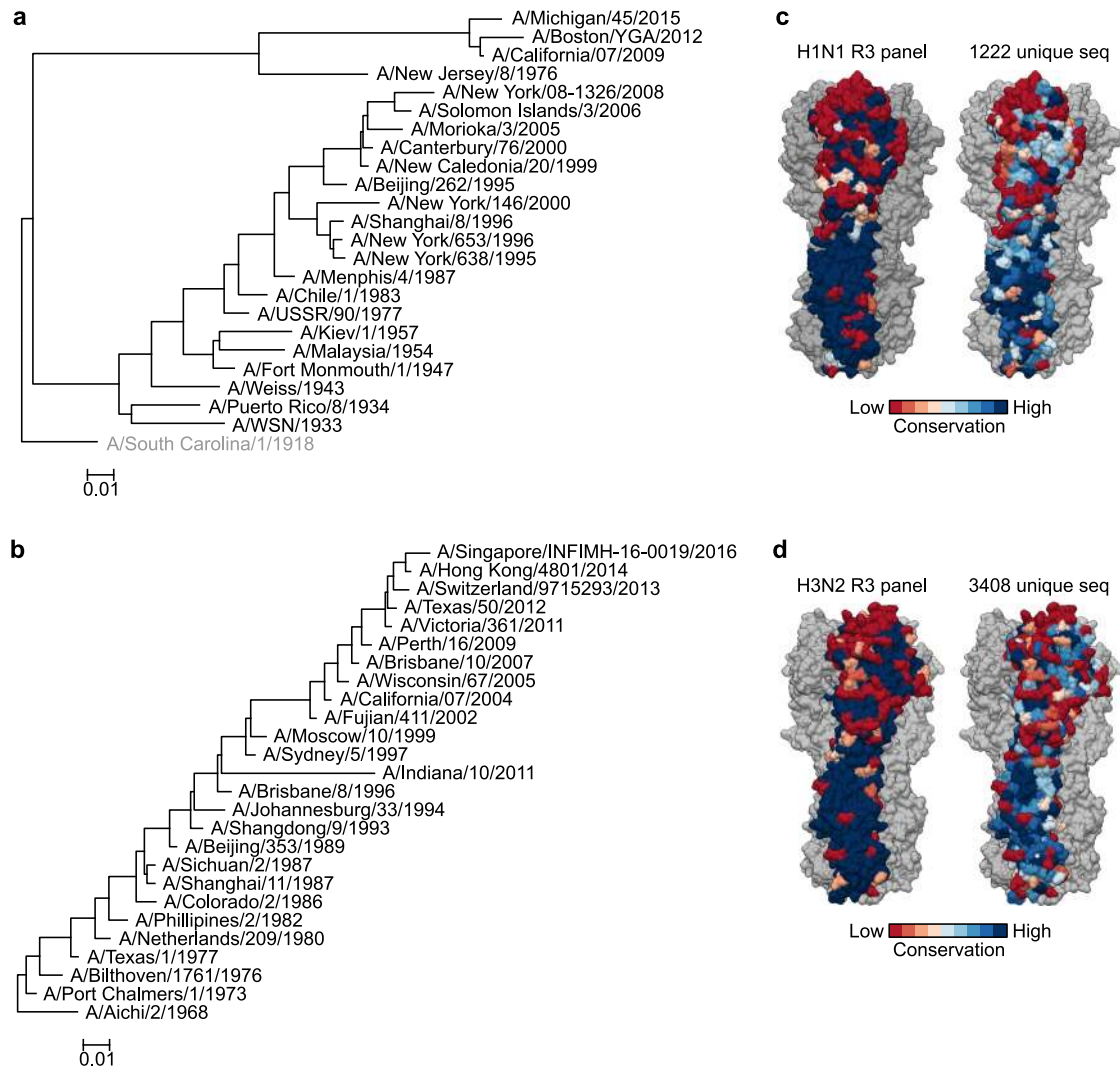 a
A/Michigan/45/2015
A/Boston/YGA/2012
A/California/07/2009
A/New Jersey/8/1976
A/New York/08-1326/2008
A/Solomon Islands/3/2006
A/Morioka/3/2005
A/Canterbury/76/2000
A/New Caledonia/20/1999
A/Beijing/262/1995
A/New York/146/2000
A/Shanghai/8/1996
A/New York/653/1996
A/New York/638/1995
A/Memphis/4/1987
A/Chile/1/1983
A/USSR/90/1977
A/Kiev/1/1957
A/Malaysia/1954
A/Fort Monmouth/1/1947
A/Weiss/1943
A/Puerto Rico/8/1934
A/WSN/1933
A/South Carolina/1/1918
0.01
b
A/Singapore/INFIMH-16-0019/2016
A/Hong Kong/4801/2014
A/Switzerland/9715293/2013
A/Texas/50/2012
A/Victoria/361/2011
A/Perth/16/2009
A/Brisbane/10/2007
A/Wisconsin/67/2005
A/California/07/2004
A/Fujian/411/2002
A/Moscow/10/1999
A/Sydney/5/1997
A/Indiana/10/2011
A/Brisbane/8/1996
A/Johannesburg/33/1994
A/Shangdong/9/1993
A/Beijing/353/1989
A/Sichuan/2/1987
A/Shanghai/11/1987
A/Colorado/2/1986
A/Phillipines/2/1982
A/Netherlands/209/1980
A/Texas/1/1977
A/Bilthoven/1761/1976
A/Port Chalmers/1/1973
A/Aichi/2/1968
0.01
c
H1N1 R3 panel
1222 unique seq
Low
High
Conservation
d
H3N2 R3 panel
3408 unique seq
Low
High
Conservation